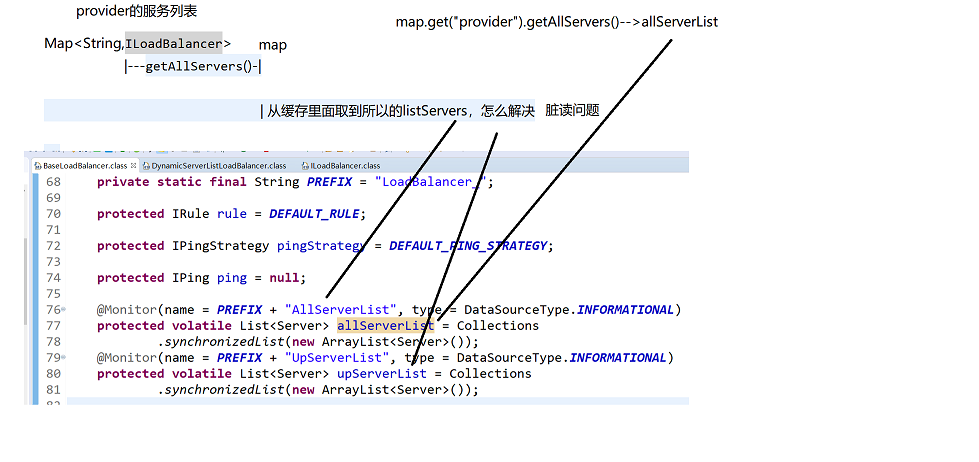 provider的服务列表
map.get("provider").getAllServers()-->allServerList
Map<String,ILoadBalancer> map
|---getAllServers()-|
|从缓存里面取到所以的listServers，怎么解决 脏读问题
BaseLoadBalancer.class DynamicServerListLoadBalancer.class ILoadBalancer.class
68 private static final String PREFIX = "LoadBalancer_";
69
70 protected IRule rule = DEFAULT_RULE;
71
72 protected IPingStrategy pingStrategy = DEFAULT_PING_STRATEGY;
73
74 protected IPing ping = null;
75
76 @Monitor(name = PREFIX + "AllServerList", type = DataSourceType.INFORMATIONAL)
77 protected volatile List<Server> allServerList = Collections
78 .synchronizedList(new ArrayList<Server>());
79 @Monitor(name = PREFIX + "UpServerList", type = DataSourceType.INFORMATIONAL)
80 protected volatile List<Server> upServerList = Collections
81 .synchronizedList(new ArrayList<Server>());